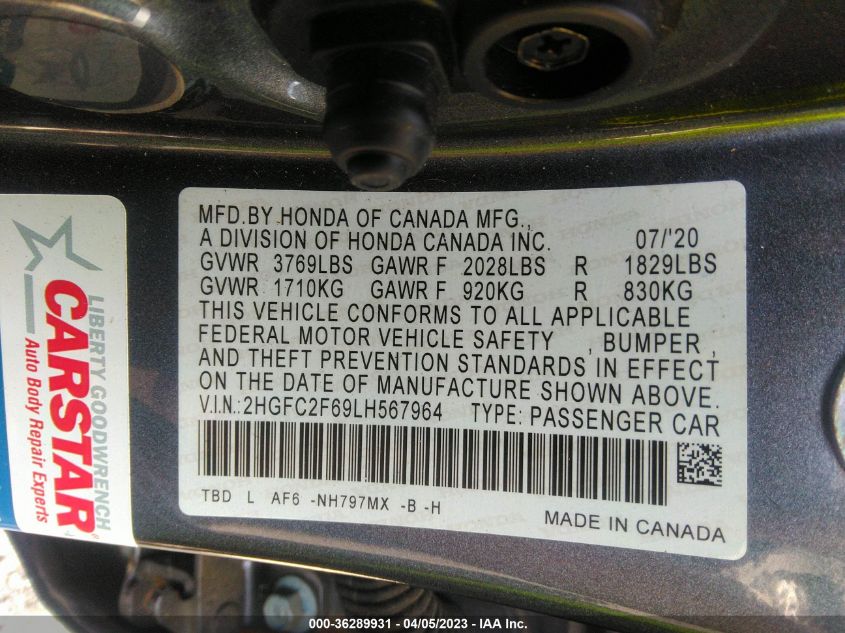 LIBERTY GOODWRENCH
CARSTAR
Auto Body Repair Experts
MFD.BY HONDA OF CANADA MFG.,
A DIVISION OF HONDA CANADA INC. 07/'20
GVWR 3769LBS GAWR F 2028LBS R 1829LBS
GVWR 1710KG GAWR F 920KG R 830KG
THIS VEHICLE CONFORMS TO ALL APPLICABLE
FEDERAL MOTOR VEHICLE SAFETY , BUMPER ,
AND THEFT PREVENTION STANDARDS IN EFFECT
ON THE DATE OF MANUFACTURE SHOWN ABOVE.
V.I.N.:2HGFC2F69LH567964 TYPE: PASSENGER CAR
TBD L AF6 -NH797MX -B -H
MADE IN CANADA
000-36289931 - 04/05/2023 - IAA Inc.